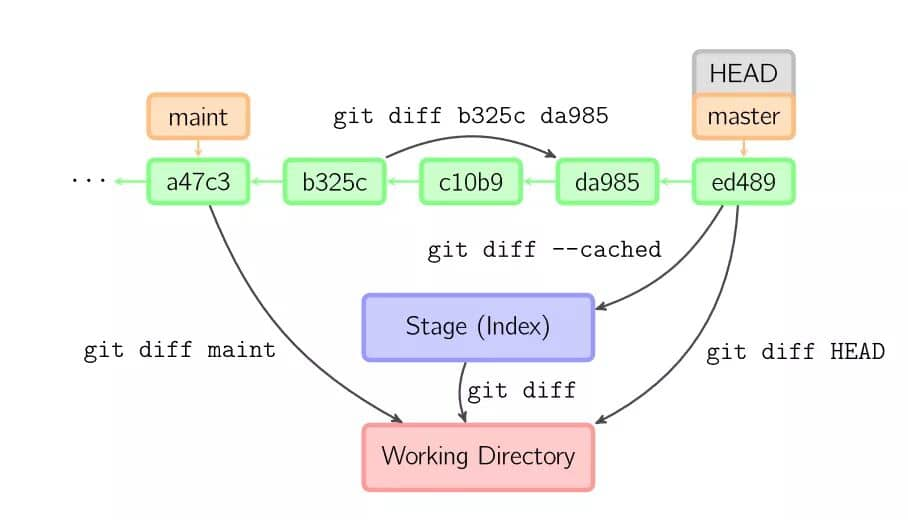 HEAD
maint
git diff b325c da985
master
...
a47c3
b325c
c10b9
da985
ed489
git diff --cached
Stage (Index)
git diff maint
git diff HEAD
git diff
Working Directory